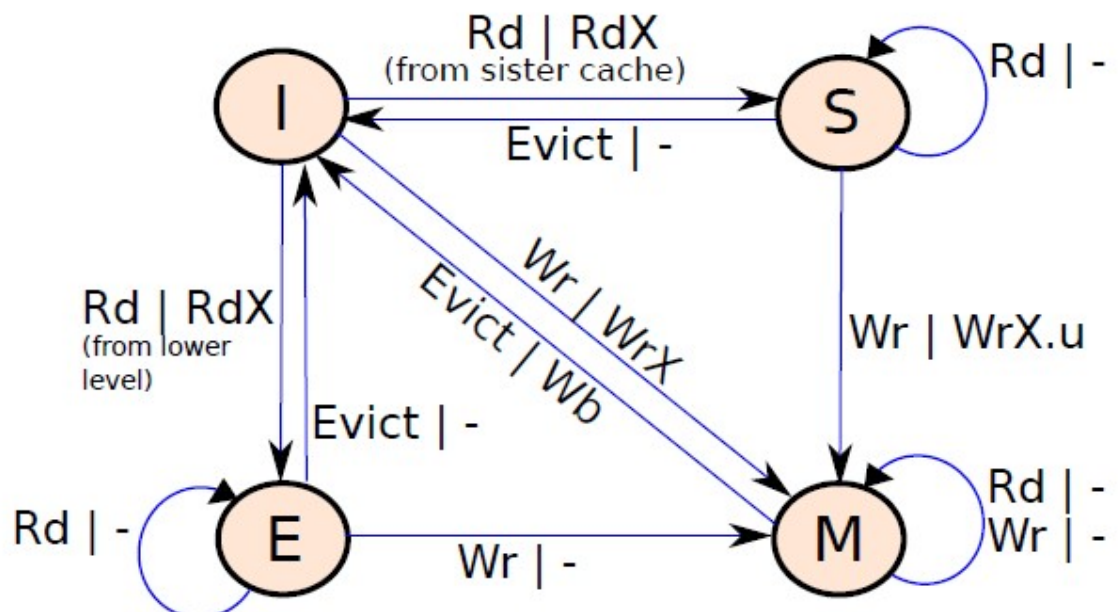 Rd | RdX
(from sister cache)
I
S
Rd | -
Evict | -
Wr | WrX
Evict | Wb
Rd | RdX
(from lower
level)
Wr | WrX.u
Evict | -
Rd | -
Wr | -
Rd | -
E
M
Wr | -